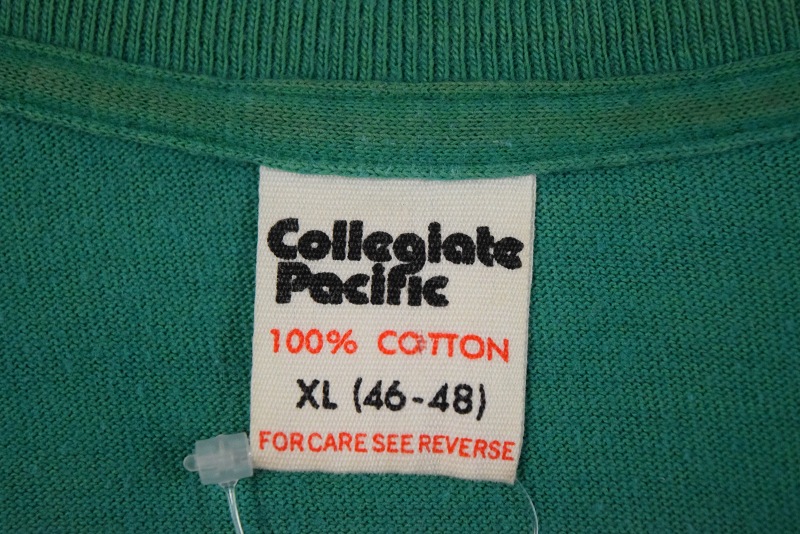 Collegiate
Pacific
100% COTTON
XL (46-48)
FOR CARE SEE REVERSE